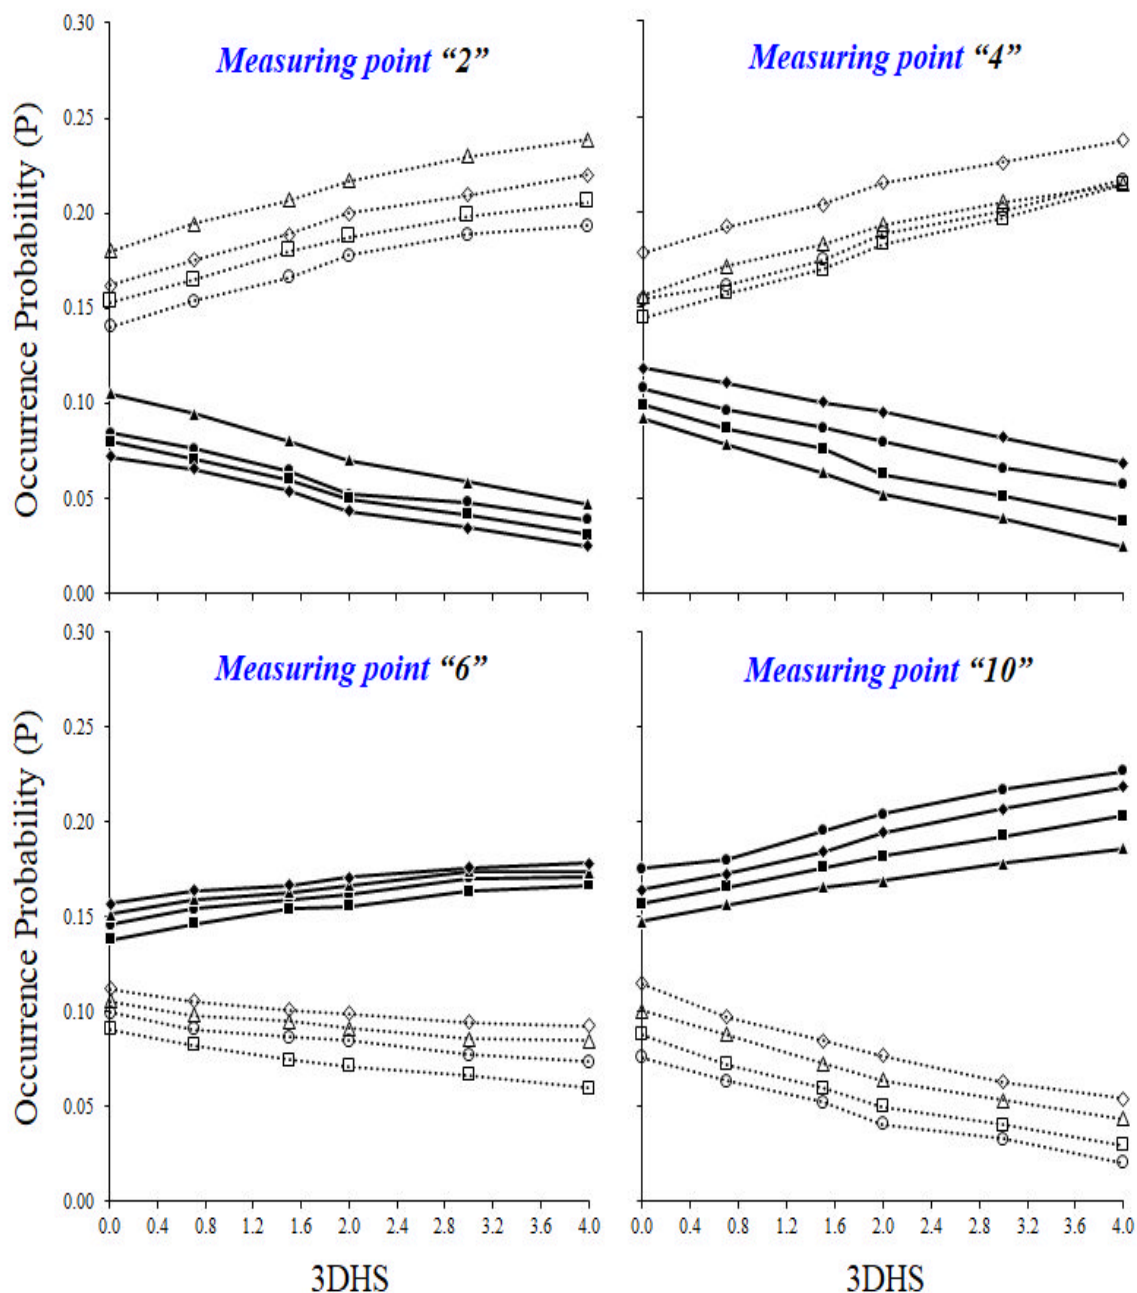 Measuring point “2”
Occurrence Probability (P)
0.30
0.25
0.20
0.15
0.10
0.05
0.00
Measuring point “4”
Measuring point “6”
Occurrence Probability (P)
0.30
0.25
0.20
0.15
0.10
0.05
0.00
0.0 0.4 0.8 1.2 1.6 2.0 2.4 2.8 3.2 3.6 4.0
3DHS
Measuring point “10”
0.0 0.4 0.8 1.2 1.6 2.0 2.4 2.8 3.2 3.6 4.0
3DHS